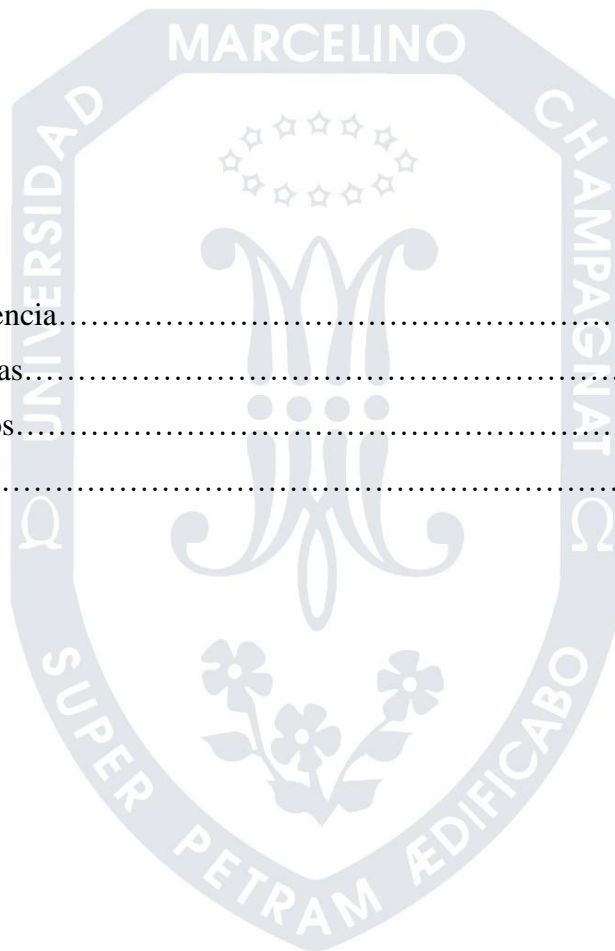 UNIVERSIDAD MARCELINO CHAMPAGNAT
encia……………………………………………………
as………………………………………………………
os………………………………………………………
…………………………………………………………
Ω Ω
SUPER PETRAM ÆDIFICABO